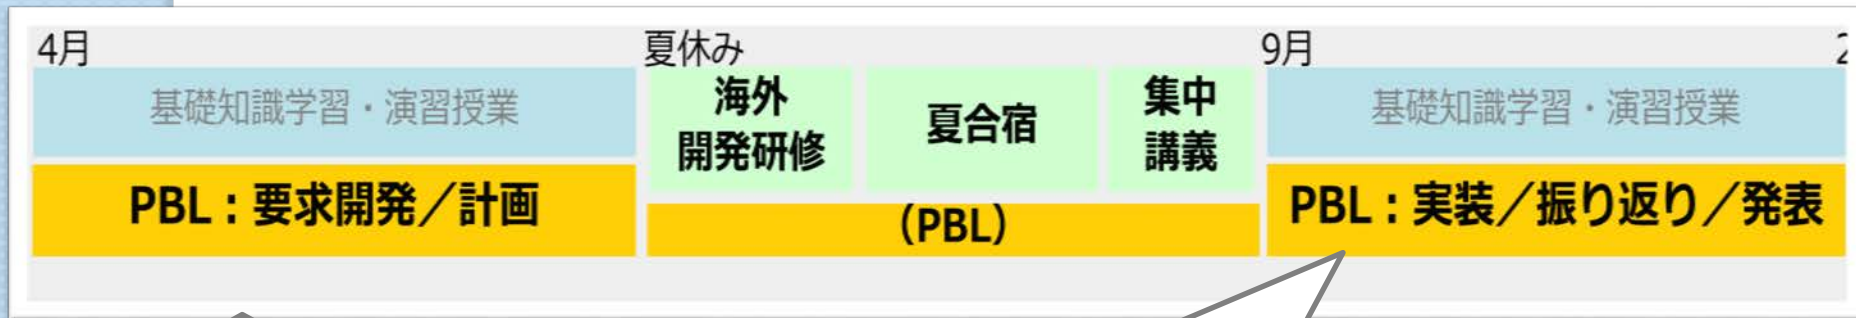 4月
夏休み
9月
基礎知識学習・演習授業
海外
開発研修
夏合宿
集中
講義
基礎知識学習・演習授業
PBL：要求開発／計画
（PBL）
PBL：実装／振り返り／発表